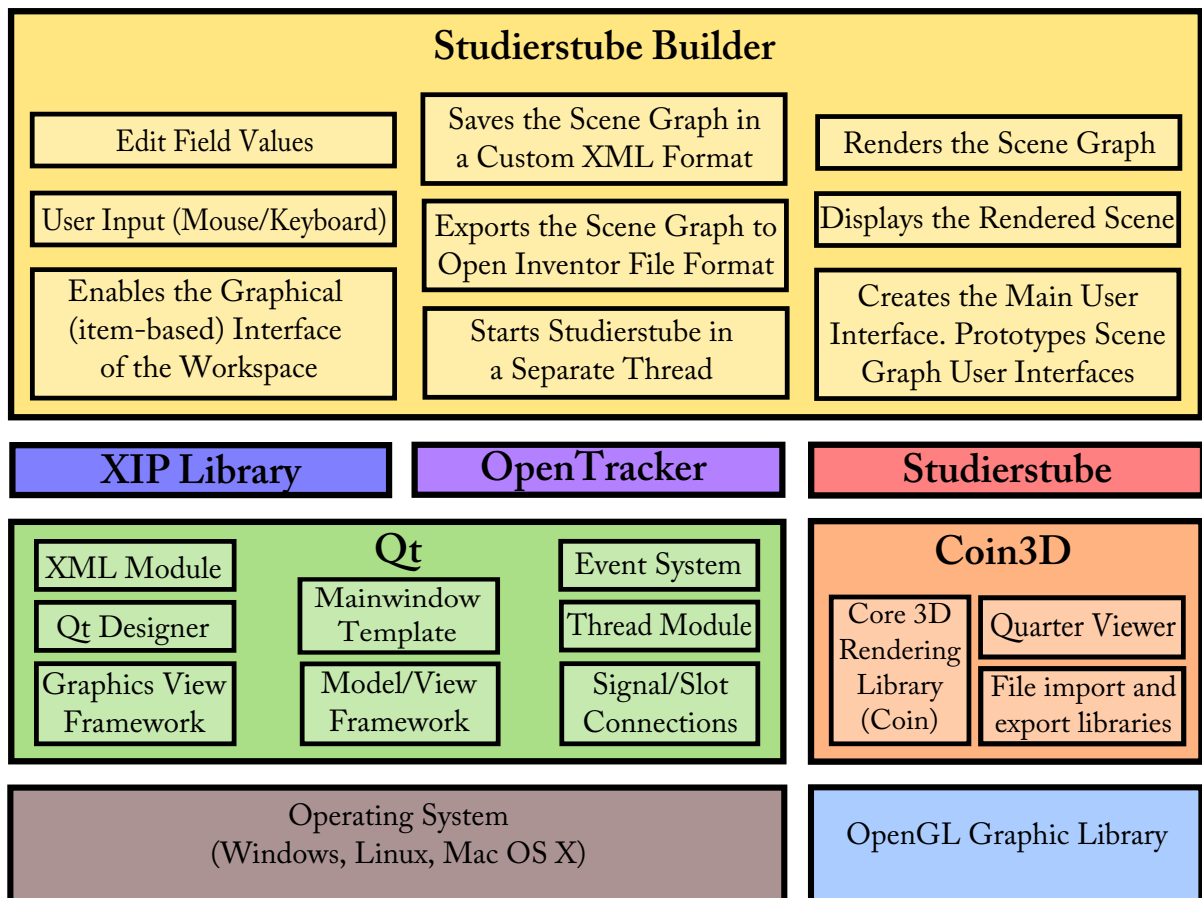 Studierstube Builder
Edit Field Values
User Input (Mouse/Keyboard)
Enables the Graphical
(item-based) Interface
of the Workspace
Saves the Scene Graph in
a Custom XML Format
Exports the Scene Graph to
Open Inventor File Format
Starts Studierstube in
a Separate Thread
Renders the Scene Graph
Displays the Rendered Scene
Creates the Main User
Interface. Prototypes Scene
Graph User Interfaces
XIP Library
OpenTracker
Studierstube
Qt
XML Module
Qt Designer
Graphics View
Framework
Mainwindow
Template
Model/View
Framework
Event System
Thread Module
Signal/Slot
Connections
Coin3D
Core 3D
Rendering
Library
(Coin)
Quarter Viewer
File import and
export libraries
Operating System
(Windows, Linux, Mac OS X)
OpenGL Graphic Library